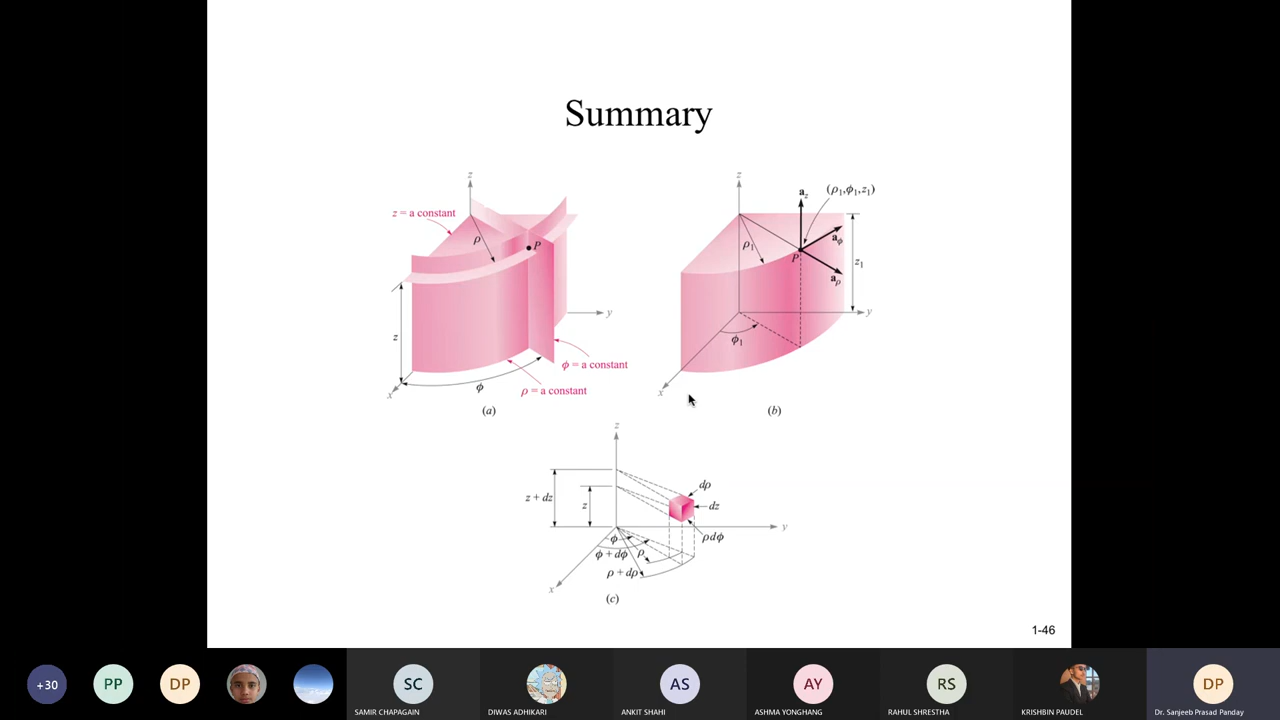 Summary
z
z = a constant
ρ
P
y
z
ϕ = a constant
ρ = a constant
ϕ
x
(a)
z
a_z
(ρ₁,ϕ₁,z₁)
a_ϕ
ρ₁
P
z₁
a_ρ
y
ϕ₁
x
(b)
z
dρ
z + dz
z
dz
y
ρdϕ
ϕ
ϕ + dϕ
ρ
ρ + dρ
x
(c)
1-46
+30
PP
DP
SC
AS
AY
RS
DP
SAMIR CHAPAGAIN
DIWAS ADHIKARI
ANKIT SHAHI
ASHMA YONGHANG
RAHUL SHRESTHA
KRISHBIN PAUDEL
Dr. Sanjeeb Prasad Panday